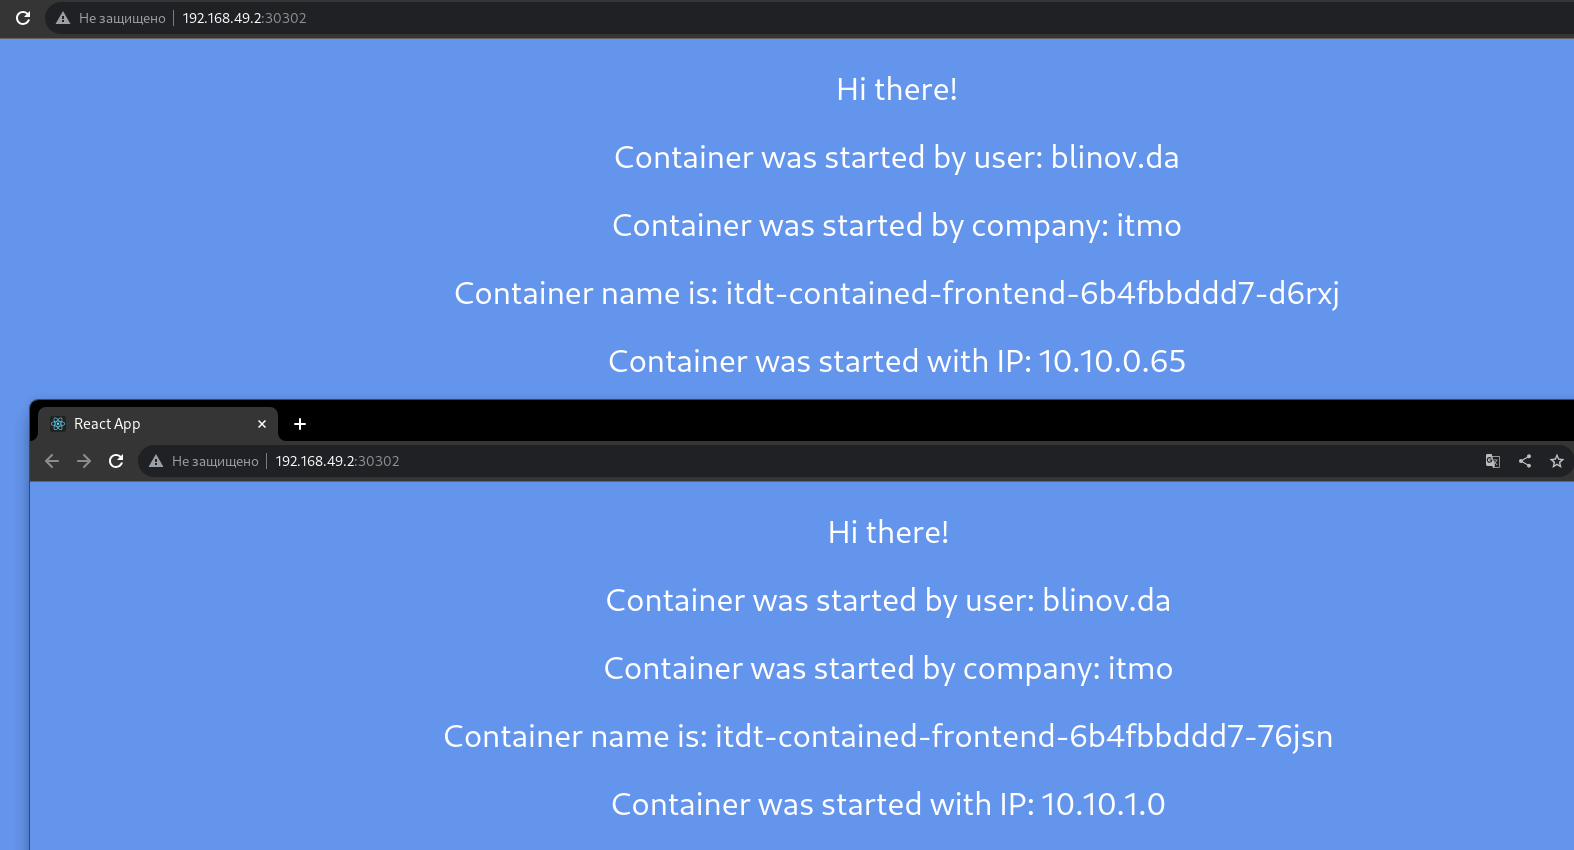 Не защищено 192.168.49.2:30302
Hi there!
Container was started by user: blinov.da
Container was started by company: itmo
Container name is: itdt-contained-frontend-6b4fbbddd7-d6rxj
Container was started with IP: 10.10.0.65
React App
Не защищено 192.168.49.2:30302
Hi there!
Container was started by user: blinov.da
Container was started by company: itmo
Container name is: itdt-contained-frontend-6b4fbbddd7-76jsn
Container was started with IP: 10.10.1.0